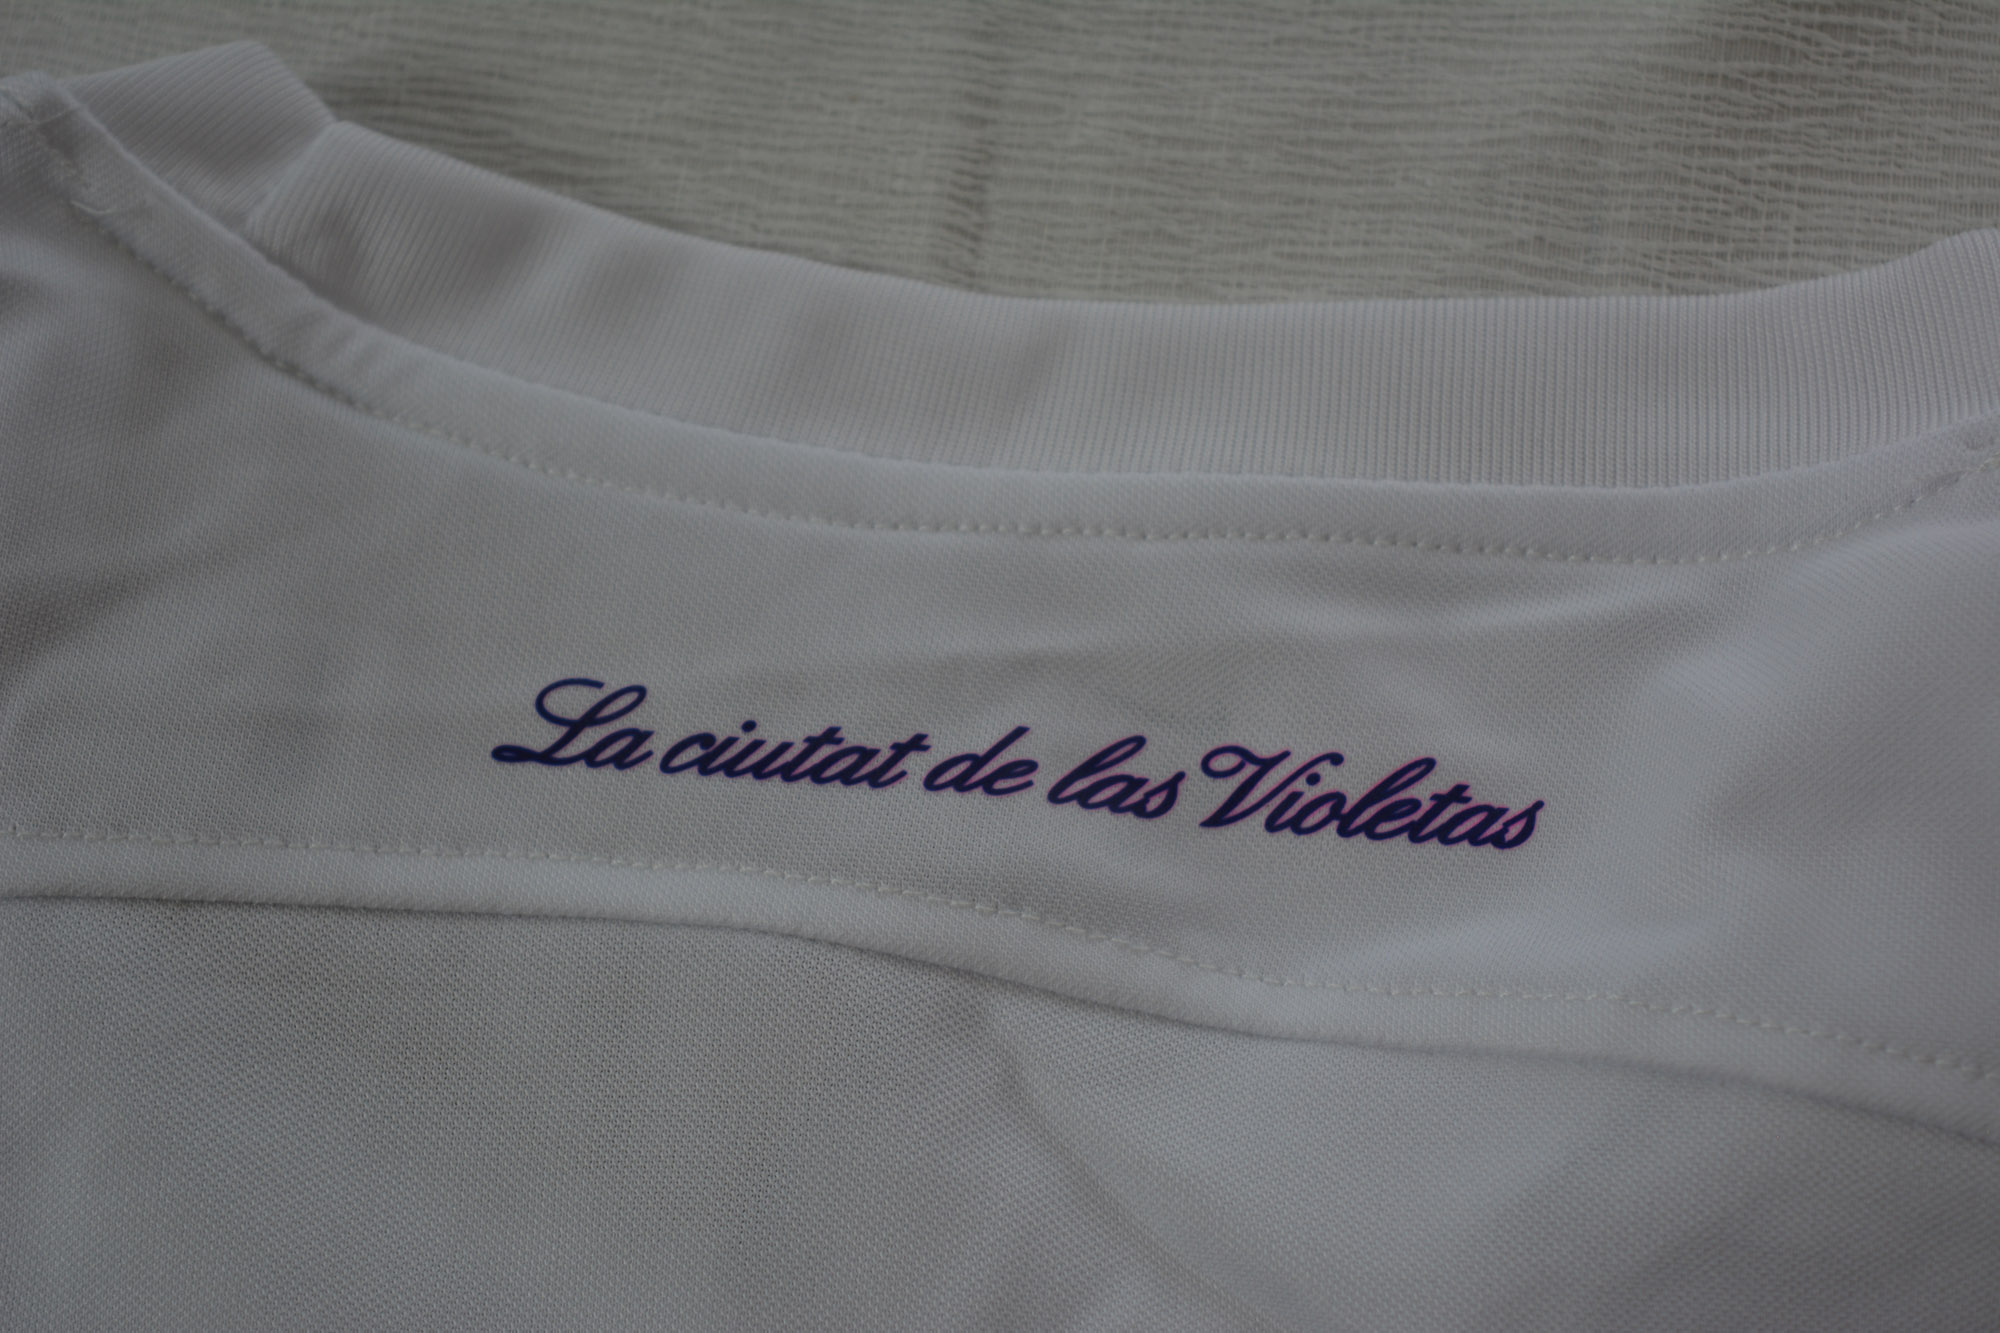 La ciutat de las Violetas